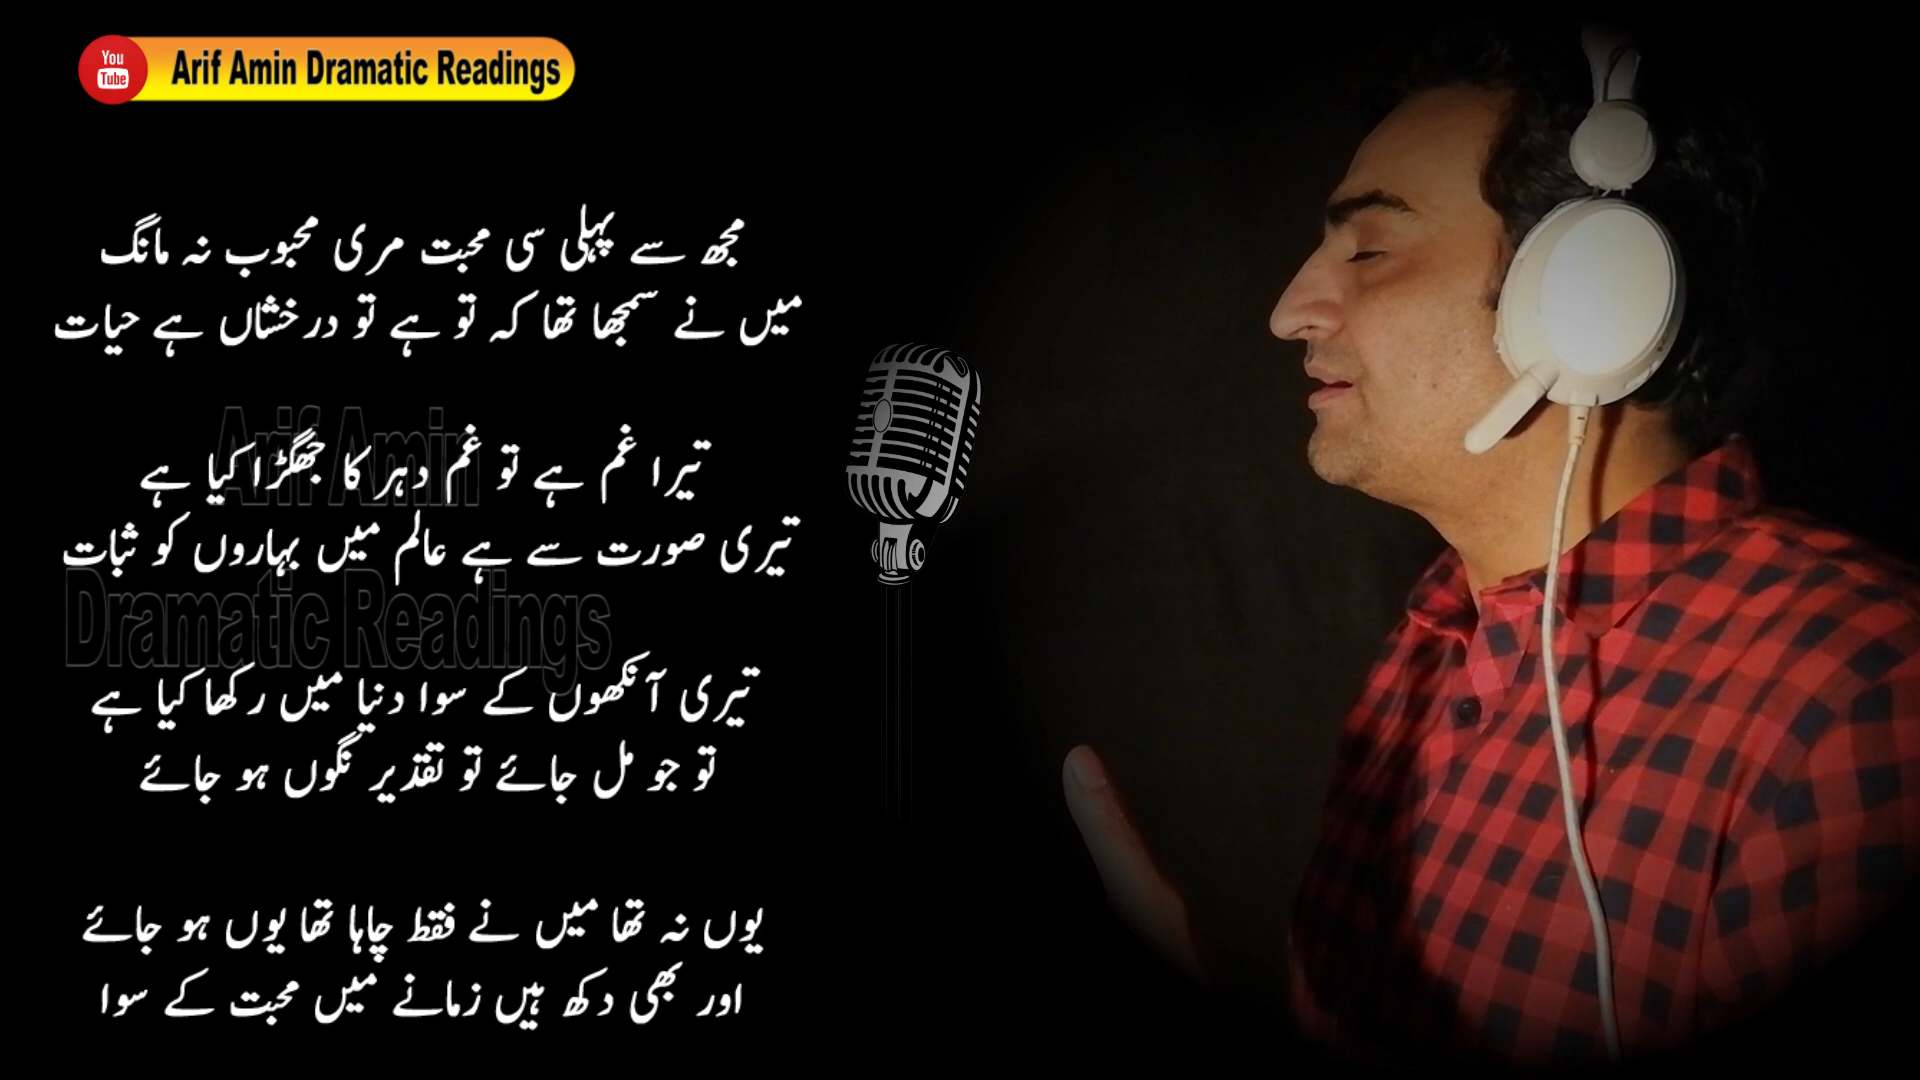 You
Tube
Arif Amin Dramatic Readings
مجھ سے پہلی سی محبت مری محبوب نہ مانگ
میں نے سمجھا تھا کہ تو ہے تو درخشاں ہے حیات
تیرا غم ہے تو غم دہر کا جھگڑا کیا ہے
تیری صورت سے ہے عالم میں بہاروں کو ثبات
Arif Amin
Dramatic Readings
تیری آنکھوں کے سوا دنیا میں رکھا کیا ہے
تو جو مل جائے تو تقدیر نگوں ہو جائے
یوں نہ تھا میں نے فقط چاہا تھا یوں ہو جائے
اور بھی دکھ ہیں زمانے میں محبت کے سوا